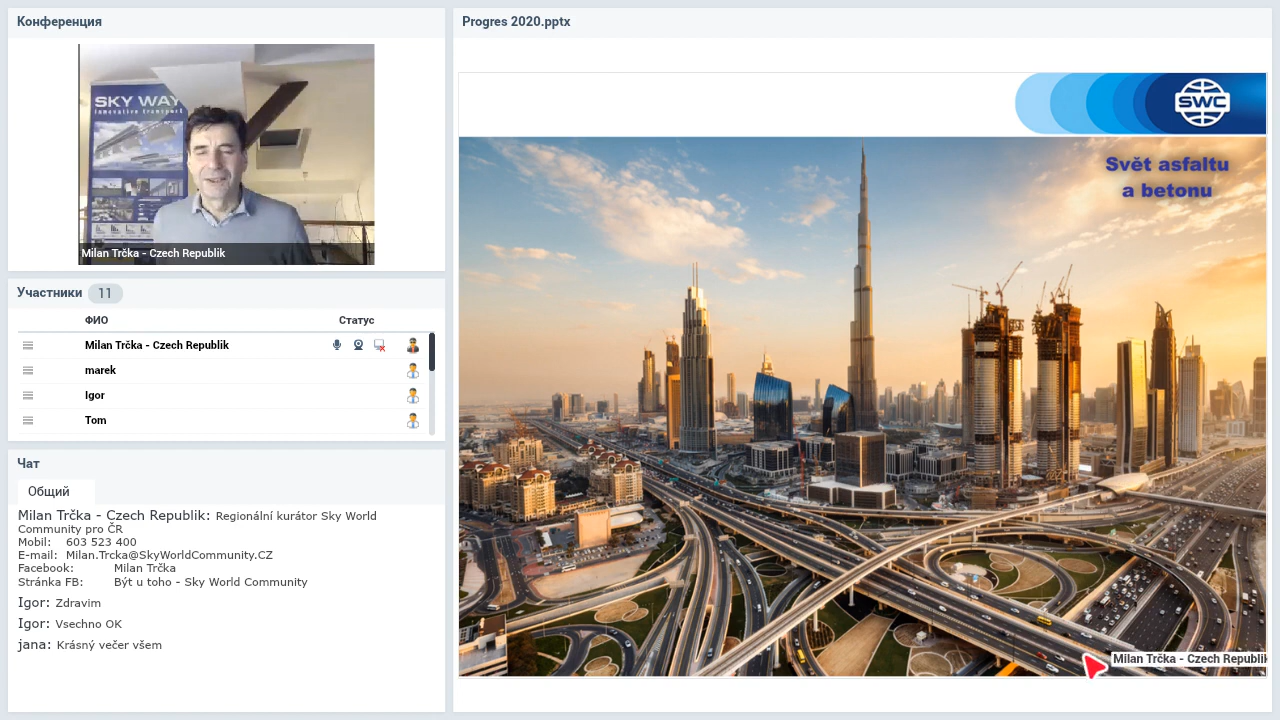 Конференция
SKY WAY
innovative transport
Milan Trčka - Czech Republik
Участники 11
ФИО Статус
Milan Trčka - Czech Republik
marek
Igor
Tom
Чат
Общий
Milan Trčka - Czech Republik: Regionální kurátor Sky World
Community pro ČR
Mobil: 603 523 400
E-mail: Milan.Trcka@SkyWorldCommunity.CZ
Facebook: Milan Trčka
Stránka FB: Být u toho - Sky World Community
Igor: Zdravim
Igor: Vsechno OK
jana: Krásný večer všem
Progres 2020.pptx
SWC
Svět asfaltu
a betonu
Milan Trčka - Czech Republik